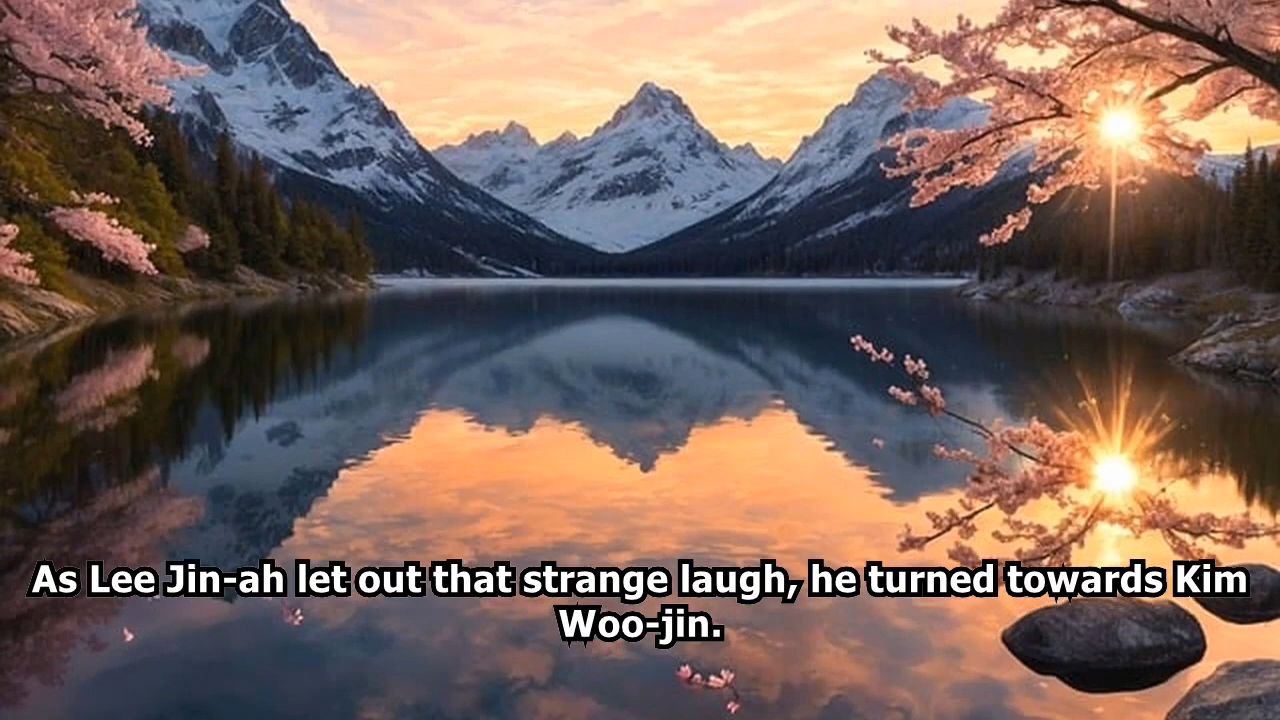 As Lee Jin-ah let out that strange laugh, he turned towards Kim
Woo-jin.